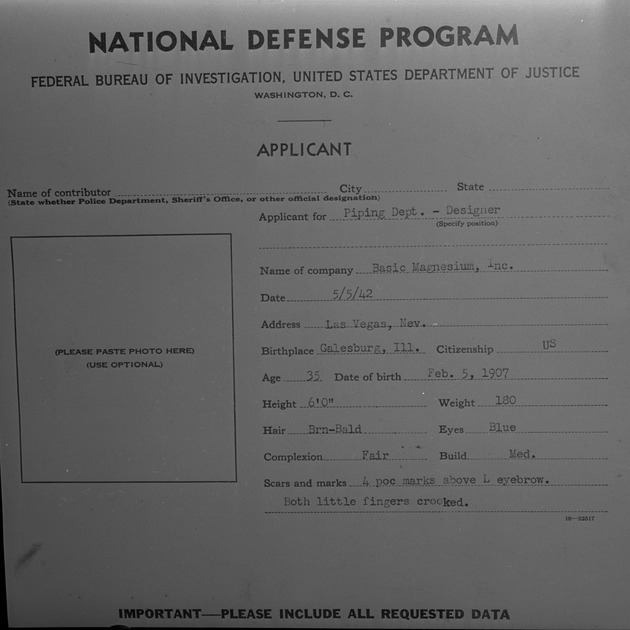 NATIONAL DEFENSE PROGRAM
FEDERAL BUREAU OF INVESTIGATION, UNITED STATES DEPARTMENT OF JUSTICE
WASHINGTON, D. C.
APPLICANT
Name of contributor City State
(State whether Police Department, Sheriff's Office, or other official designation)
Applicant for Piping Dept. - Designer
(Specify position)
Name of company Basic Magnesium, Inc.
Date 5/5/42
Address Las Vegas, Nev.
(PLEASE PASTE PHOTO HERE)
(USE OPTIONAL)
Birthplace Galesburg, Ill. Citizenship US
Age 35 Date of birth Feb. 5, 1907
Height 6'0" Weight 180
Hair Brn-Bald Eyes Blue
Complexion Fair Build Med.
Scars and marks 4 poc marks above L eyebrow.
Both little fingers crooked.
16—22517
IMPORTANT—PLEASE INCLUDE ALL REQUESTED DATA